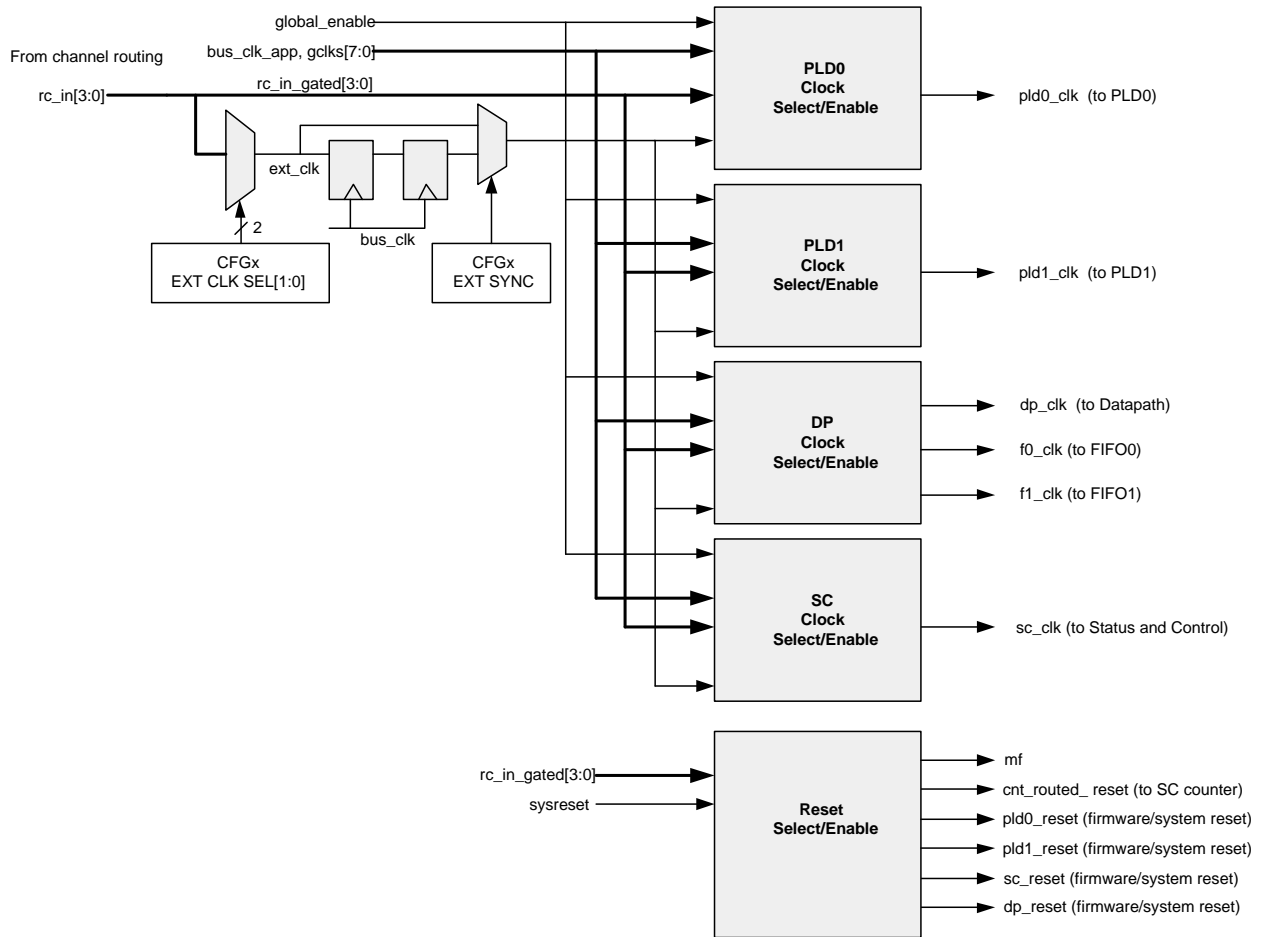 global_enable
From channel routing
bus_clk_app, gclks[7:0]
rc_in[3:0]
rc_in_gated[3:0]
ext_clk
bus_clk
2
CFGx
EXT CLK SEL[1:0]
CFGx
EXT SYNC
PLD0
Clock
Select/Enable
pld0_clk (to PLD0)
PLD1
Clock
Select/Enable
pld1_clk (to PLD1)
DP
Clock
Select/Enable
dp_clk (to Datapath)
f0_clk (to FIFO0)
f1_clk (to FIFO1)
SC
Clock
Select/Enable
sc_clk (to Status and Control)
rc_in_gated[3:0]
sysreset
Reset
Select/Enable
mf
cnt_routed_ reset (to SC counter)
pld0_reset (firmware/system reset)
pld1_reset (firmware/system reset)
sc_reset (firmware/system reset)
dp_reset (firmware/system reset)